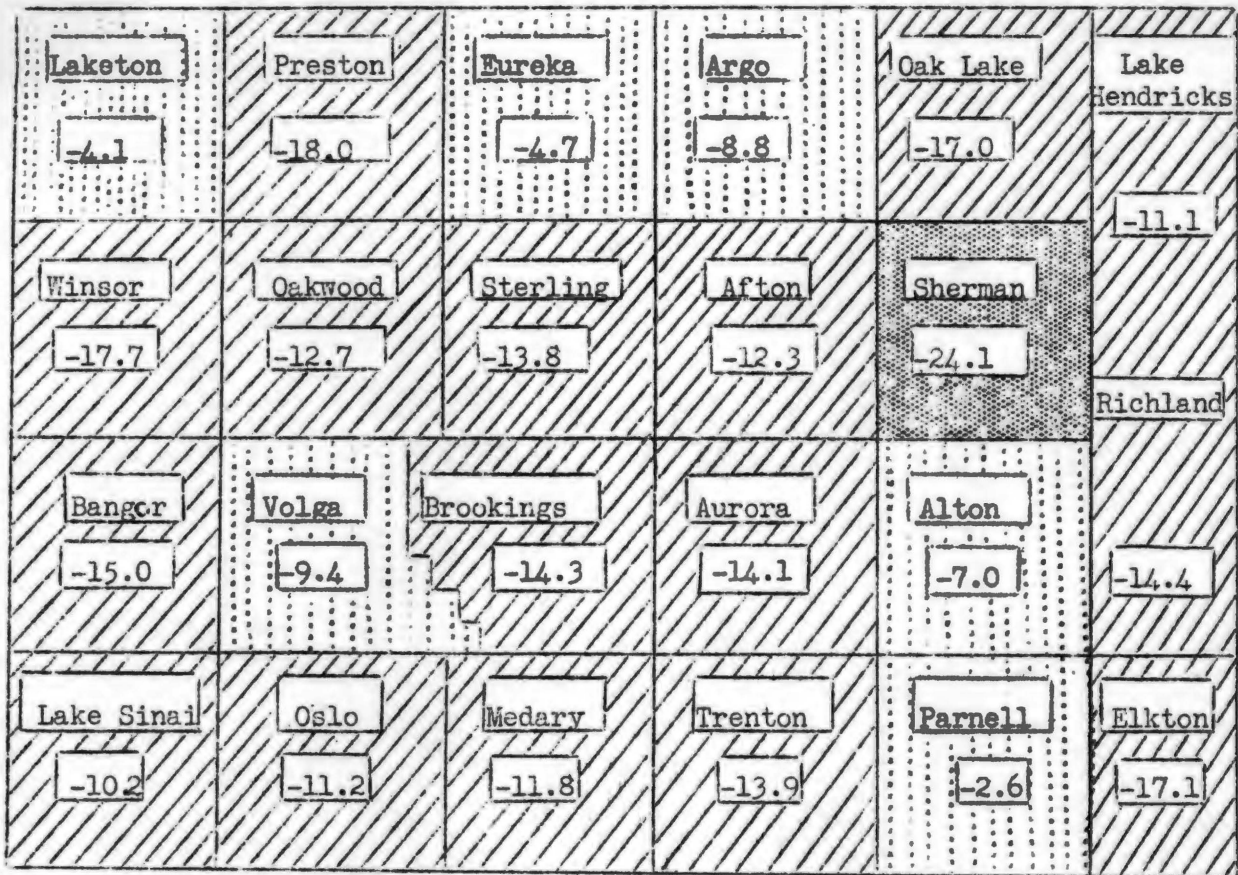 Laketon
Preston
Eureka
Argo
Oak Lake
Lake
Hendricks
-4.1
-18.0
-4.7
-8.8
-17.0
-11.1
Winsor
Oakwood
Sterling
Afton
Sherman
-17.7
-12.7
-13.8
-12.3
-24.1
Richland
Bangor
Volga
Brookings
Aurora
Alton
-15.0
-9.4
-14.3
-14.1
-7.0
-14.4
Lake Sinai
Oslo
Medary
Trenton
Parnell
Elkton
-10.2
-11.2
-11.8
-13.9
-2.6
-17.1